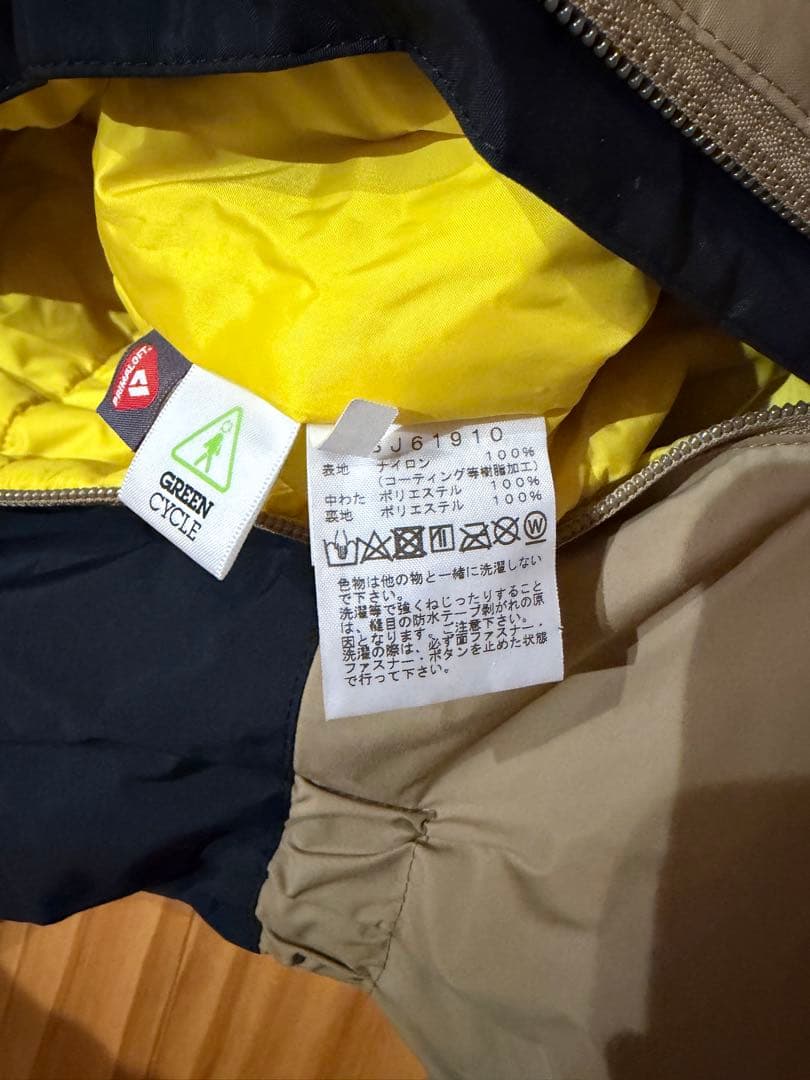 PRIMALOFT
GREEN
CYCLE
J61910
表地 ナイロン 100%
(コーティング等樹脂加工)
中わた ポリエステル 100%
裏地 ポリエステル 100%
W
色物は他の物と一緒に洗濯しない
で下さい。
洗濯等で強くねじったりすること
は、縫目の防水テープ剥がれの原
因となります。ご注意下さい。
洗濯の際は、必ず面ファスナー・
ファスナー・ボタンを止めた状態
で行って下さい。